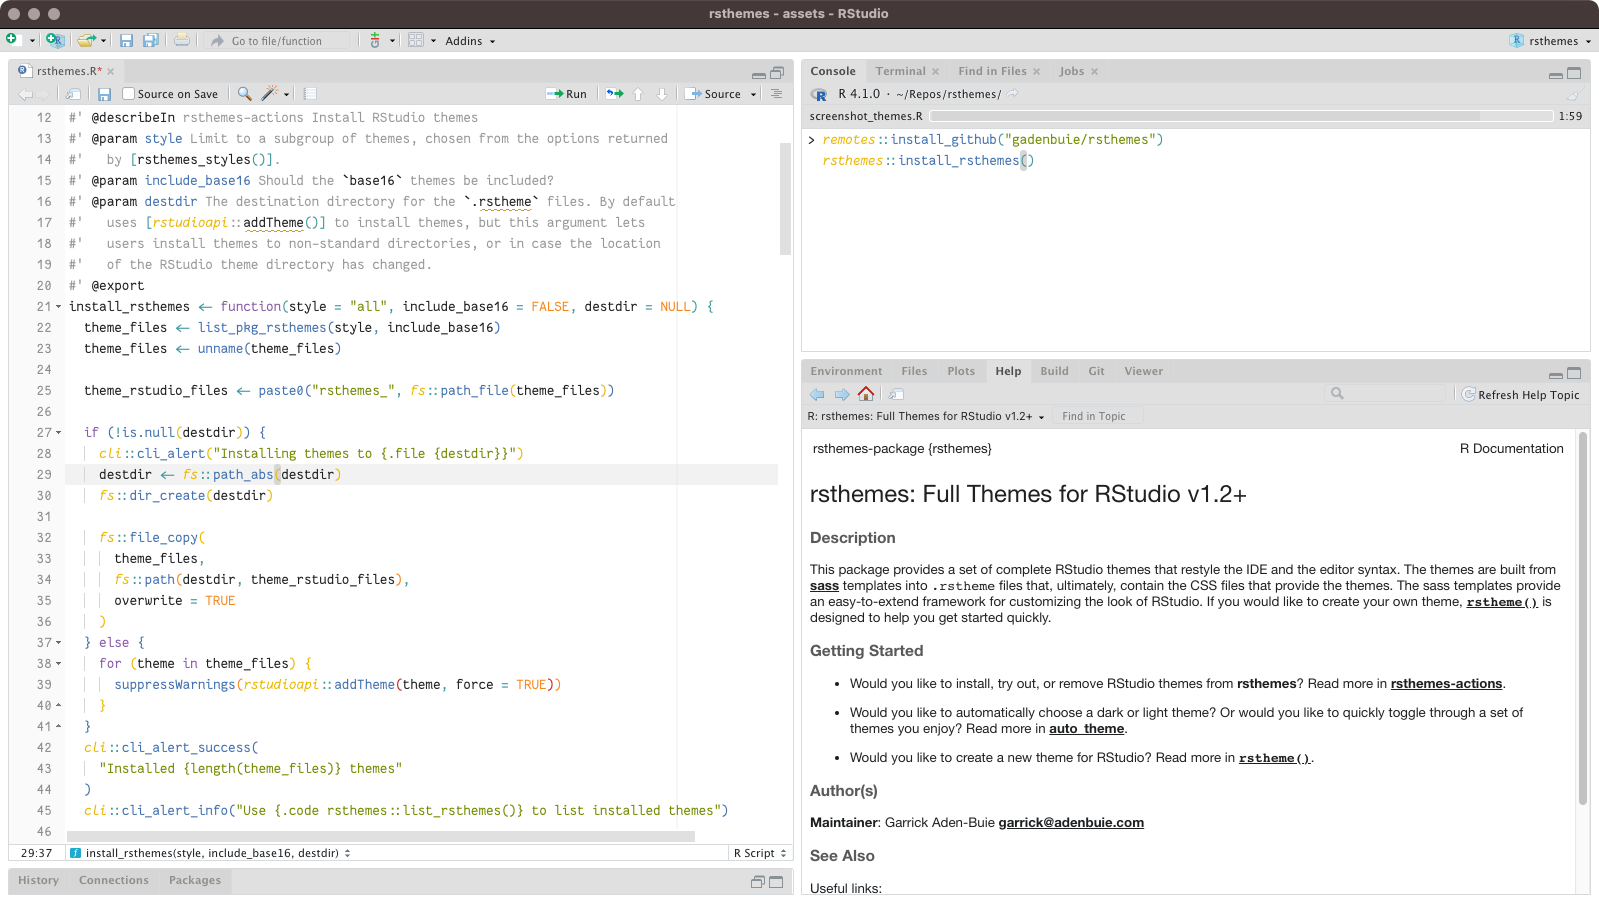 rsthemes - assets - RStudio
Go to file/function
Addins
rsthemes
rsthemes.R*
Source on Save
Run
Source
12 #' @describeIn rsthemes-actions Install RStudio themes
13 #' @param style Limit to a subgroup of themes, chosen from the options returned
14 #'   by [rsthemes_styles()].
15 #' @param include_base16 Should the `base16` themes be included?
16 #' @param destdir The destination directory for the `.rstheme` files. By default
17 #'   uses [rstudioapi::addTheme()] to install themes, but this argument lets
18 #'   users install themes to non-standard directories, or in case the location
19 #'   of the RStudio theme directory has changed.
20 #' @export
21 install_rsthemes <- function(style = "all", include_base16 = FALSE, destdir = NULL) {
22   theme_files <- list_pkg_rsthemes(style, include_base16)
23   theme_files <- unname(theme_files)
24
25   theme_rstudio_files <- paste0("rsthemes_", fs::path_file(theme_files))
26
27   if (!is.null(destdir)) {
28     cli::cli_alert("Installing themes to {.file {destdir}}")
29     destdir <- fs::path_abs(destdir)
30     fs::dir_create(destdir)
31
32     fs::file_copy(
33       theme_files,
34       fs::path(destdir, theme_rstudio_files),
35       overwrite = TRUE
36     )
37   } else {
38     for (theme in theme_files) {
39       suppressWarnings(rstudioapi::addTheme(theme, force = TRUE))
40     }
41   }
42   cli::cli_alert_success(
43     "Installed {length(theme_files)} themes"
44   )
45   cli::cli_alert_info("Use {.code rsthemes::list_rsthemes()} to list installed themes")
46
29:37 install_rsthemes(style, include_base16, destdir) R Script
History Connections Packages
Console Terminal Find in Files Jobs
R 4.1.0 · ~/Repos/rsthemes/
screenshot_themes.R 1:59
> remotes::install_github("gadenbuie/rsthemes")
rsthemes::install_rsthemes()
Environment Files Plots Help Build Git Viewer
Refresh Help Topic
R: rsthemes: Full Themes for RStudio v1.2+ Find in Topic
rsthemes-package {rsthemes} R Documentation
rsthemes: Full Themes for RStudio v1.2+
Description
This package provides a set of complete RStudio themes that restyle the IDE and the editor syntax. The themes are built from
sass templates into .rstheme files that, ultimately, contain the CSS files that provide the themes. The sass templates provide
an easy-to-extend framework for customizing the look of RStudio. If you would like to create your own theme, rstheme() is
designed to help you get started quickly.
Getting Started
• Would you like to install, try out, or remove RStudio themes from rsthemes? Read more in rsthemes-actions.
• Would you like to automatically choose a dark or light theme? Or would you like to quickly toggle through a set of
themes you enjoy? Read more in auto_theme.
• Would you like to create a new theme for RStudio? Read more in rstheme().
Author(s)
Maintainer: Garrick Aden-Buie garrick@adenbuie.com
See Also
Useful links: